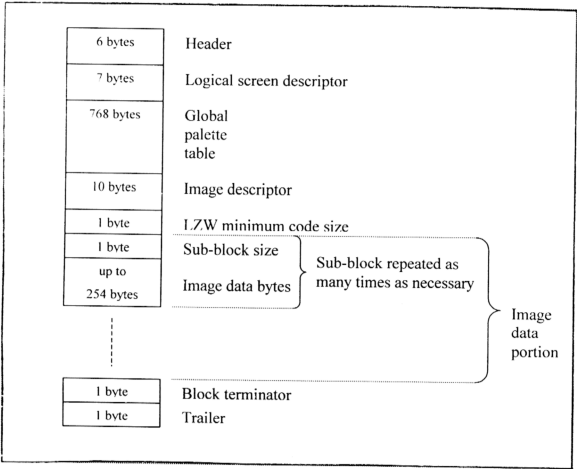 6 bytes Header
7 bytes Logical screen descriptor
768 bytes Global
palette
table
10 bytes Image descriptor
1 byte LZW minimum code size
1 byte Sub-block size
up to
254 bytes Image data bytes
Sub-block repeated as
many times as necessary
Image
data
portion
1 byte Block terminator
1 byte Trailer